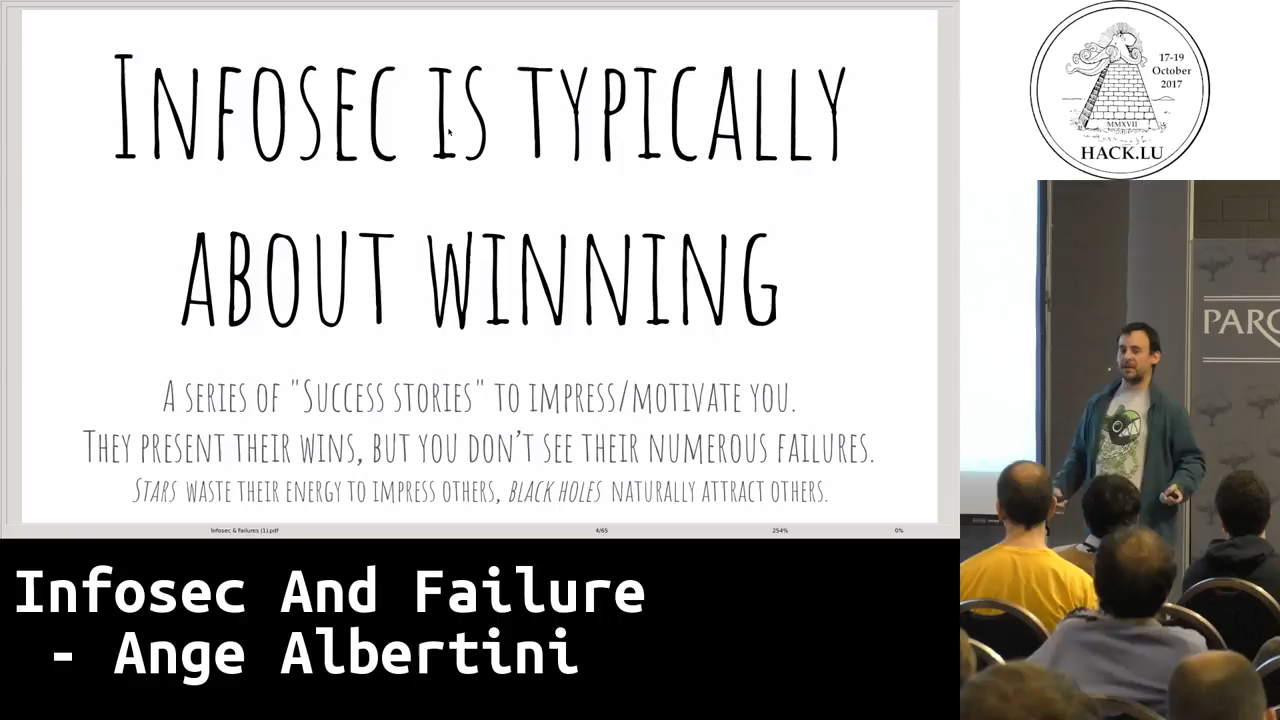 Infosec is typically
about winning
A series of "Success stories" to impress/motivate you.
They present their wins, but you don’t see their numerous failures.
Stars waste their energy to impress others, black holes naturally attract others.
Infosec & Failures (1).pdf 4/65 254% 0%
17-19
October
2017
MMXVII
HACK.LU
PARC
Infosec And Failure
- Ange Albertini